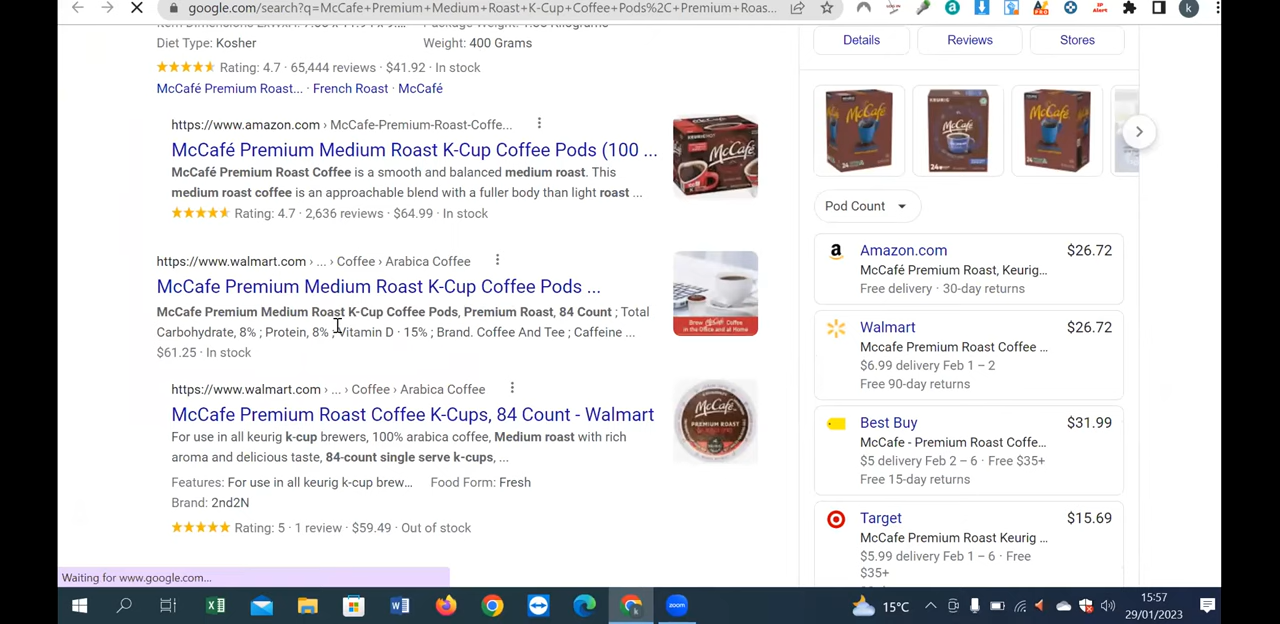 google.com/search?q=McCafe+Premium+Medium+Roast+K-Cup+Coffee+Pods%2C+Premium+Roas...
Diet Type: Kosher
Weight: 400 Grams
Rating: 4.7 · 65,444 reviews · $41.92 · In stock
McCafé Premium Roast... · French Roast · McCafé
https://www.amazon.com › McCafe-Premium-Roast-Coffe...
McCafé Premium Medium Roast K-Cup Coffee Pods (100 ...
McCafé Premium Roast Coffee is a smooth and balanced medium roast. This
medium roast coffee is an approachable blend with a fuller body than light roast ...
Rating: 4.7 · 2,636 reviews · $64.99 · In stock
https://www.walmart.com › ... › Coffee › Arabica Coffee
McCafe Premium Medium Roast K-Cup Coffee Pods ...
McCafe Premium Medium Roast K-Cup Coffee Pods, Premium Roast, 84 Count ; Total
Carbohydrate, 8% ; Protein, 8% ; Vitamin D · 15% ; Brand. Coffee And Tee ; Caffeine ...
$61.25 · In stock
https://www.walmart.com › ... › Coffee › Arabica Coffee
McCafe Premium Roast Coffee K-Cups, 84 Count - Walmart
For use in all keurig k-cup brewers, 100% arabica coffee, Medium roast with rich
aroma and delicious taste, 84-count single serve k-cups, ...
Features: For use in all keurig k-cup brew...
Food Form: Fresh
Brand: 2nd2N
Rating: 5 · 1 review · $59.49 · Out of stock
Details
Reviews
Stores
McCafé
McCafé
McCafé
McCafé
McCafé
PREMIUM ROAST
Pod Count
Amazon.com
$26.72
McCafé Premium Roast, Keurig...
Free delivery · 30-day returns
Walmart
$26.72
Mccafe Premium Roast Coffee ...
$6.99 delivery Feb 1 – 2
Free 90-day returns
Best Buy
$31.99
McCafe - Premium Roast Coffe...
$5 delivery Feb 2 – 6 · Free $35+
Free 15-day returns
Target
$15.69
McCafe Premium Roast Keurig ...
$5.99 delivery Feb 1 – 6 · Free
$35+
Waiting for www.google.com...
zoom
15°C
15:57
29/01/2023